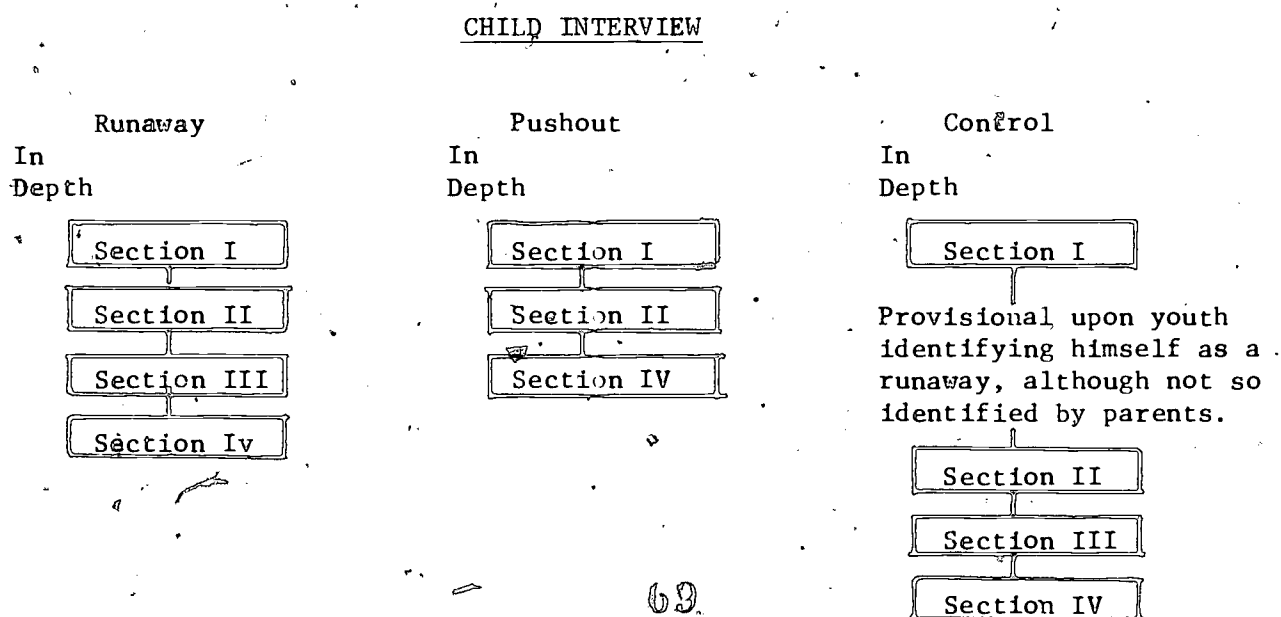 CHILD INTERVIEW
Runaway
In
Depth
Section I
Section II
Section III
Section Iv
Pushout
In
Depth
Section I
Section II
Section IV
Control
In
Depth
Section I
Provisional upon youth
identifying himself as a
runaway, although not so
identified by parents.
Section II
Section III
Section IV
63